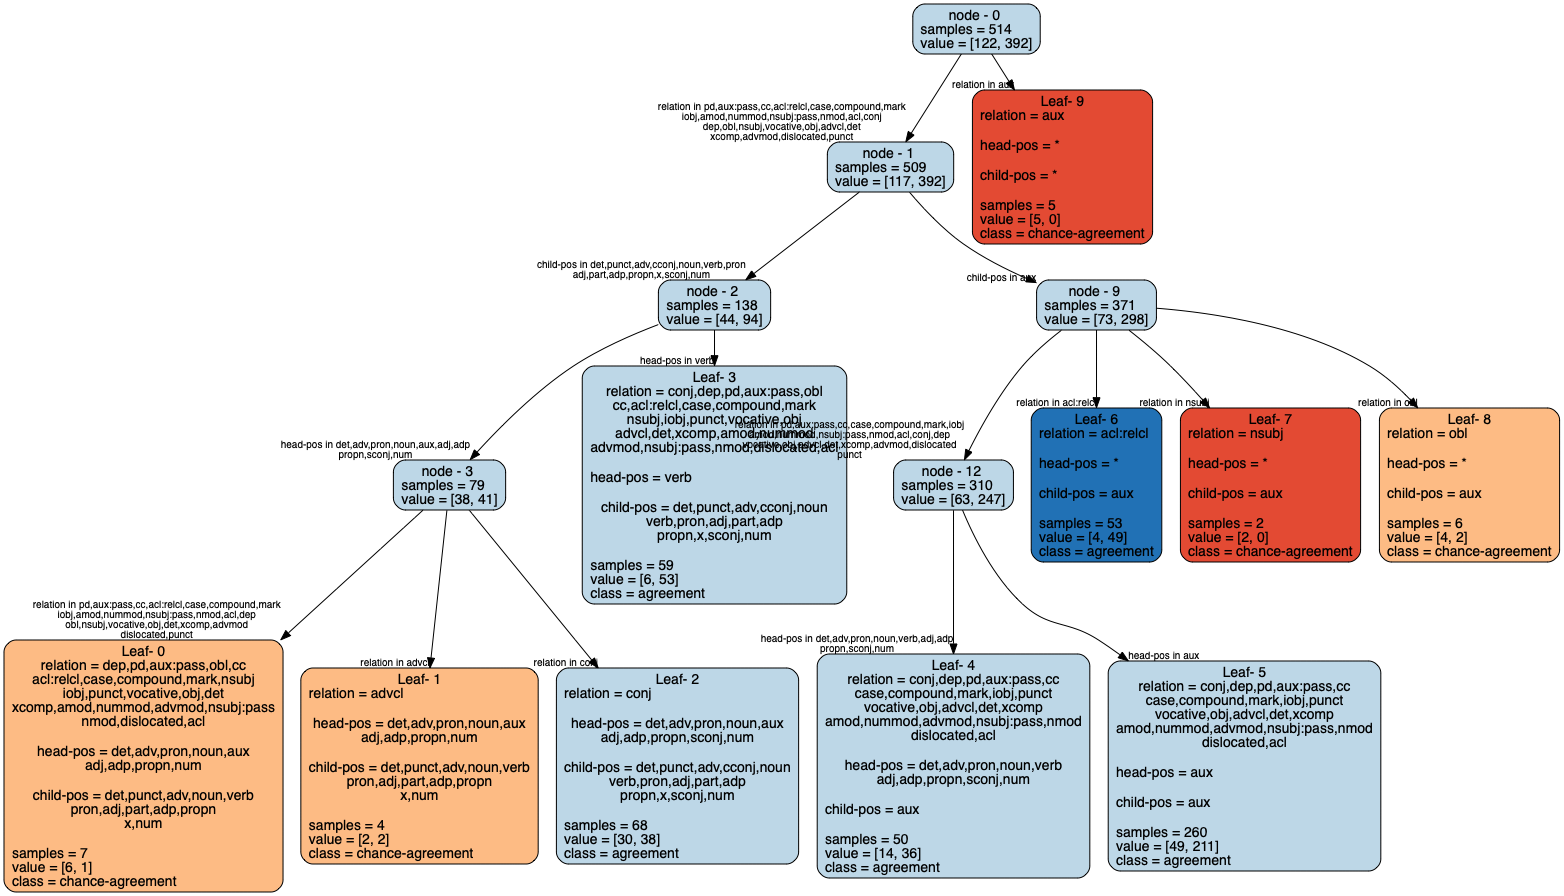 node - 0
samples = 514
value = [122, 392]
relation in aux
Leaf- 9
relation = aux
head-pos = *
child-pos = *
samples = 5
value = [5, 0]
class = chance-agreement
relation in pd,aux:pass,cc,acl:relcl,case,compound,mark
iobj,amod,nummod,nsubj:pass,nmod,acl,conj
dep,obl,nsubj,vocative,obj,advcl,det
xcomp,advmod,dislocated,punct
node - 1
samples = 509
value = [117, 392]
child-pos in det,punct,adv,cconj,noun,verb,pron
adj,part,adp,propn,x,sconj,num
node - 2
samples = 138
value = [44, 94]
child-pos in aux
node - 9
samples = 371
value = [73, 298]
head-pos in verb
Leaf- 3
relation = conj,dep,pd,aux:pass,obl
cc,acl:relcl,case,compound,mark
nsubj,iobj,punct,vocative,obj
advcl,det,xcomp,amod,nummod
advmod,nsubj:pass,nmod,dislocated,acl
head-pos = verb
child-pos = det,punct,adv,cconj,noun
verb,pron,adj,part,adp
propn,x,sconj,num
samples = 59
value = [6, 53]
class = agreement
relation in pd,aux:pass,cc,case,compound,mark,iobj
amod,nummod,nsubj:pass,nmod,acl,conj,dep
vocative,obj,advcl,det,xcomp,advmod,dislocated
punct
node - 12
samples = 310
value = [63, 247]
relation in acl:relcl
Leaf- 6
relation = acl:relcl
head-pos = *
child-pos = aux
samples = 53
value = [4, 49]
class = agreement
relation in nsubj
Leaf- 7
relation = nsubj
head-pos = *
child-pos = aux
samples = 2
value = [2, 0]
class = chance-agreement
relation in obl
Leaf- 8
relation = obl
head-pos = *
child-pos = aux
samples = 6
value = [4, 2]
class = chance-agreement
head-pos in det,adv,pron,noun,aux,adj,adp
propn,sconj,num
node - 3
samples = 79
value = [38, 41]
relation in pd,aux:pass,cc,acl:relcl,case,compound,mark
iobj,amod,nummod,nsubj:pass,nmod,acl,dep
obl,nsubj,vocative,obj,det,xcomp,advmod
dislocated,punct
Leaf- 0
relation = dep,pd,aux:pass,obl,cc
acl:relcl,case,compound,mark,nsubj
iobj,punct,vocative,obj,det
xcomp,amod,nummod,advmod,nsubj:pass
nmod,dislocated,acl
head-pos = det,adv,pron,noun,aux
adj,adp,propn,num
child-pos = det,punct,adv,noun,verb
pron,adj,part,adp,propn
x,num
samples = 7
value = [6, 1]
class = chance-agreement
relation in advcl
Leaf- 1
relation = advcl
head-pos = det,adv,pron,noun,aux
adj,adp,propn,num
child-pos = det,punct,adv,noun,verb
pron,adj,part,adp,propn
x,num
samples = 4
value = [2, 2]
class = chance-agreement
relation in conj
Leaf- 2
relation = conj
head-pos = det,adv,pron,noun,aux
adj,adp,propn,sconj,num
child-pos = det,punct,adv,cconj,noun
verb,pron,adj,part,adp
propn,x,sconj,num
samples = 68
value = [30, 38]
class = agreement
head-pos in det,adv,pron,noun,verb,adj,adp
propn,sconj,num
Leaf- 4
relation = conj,dep,pd,aux:pass,cc
case,compound,mark,iobj,punct
vocative,obj,advcl,det,xcomp
amod,nummod,advmod,nsubj:pass,nmod
dislocated,acl
head-pos = det,adv,pron,noun,verb
adj,adp,propn,sconj,num
child-pos = aux
samples = 50
value = [14, 36]
class = agreement
head-pos in aux
Leaf- 5
relation = conj,dep,pd,aux:pass,cc
case,compound,mark,iobj,punct
vocative,obj,advcl,det,xcomp
amod,nummod,advmod,nsubj:pass,nmod
dislocated,acl
head-pos = aux
child-pos = aux
samples = 260
value = [49, 211]
class = agreement